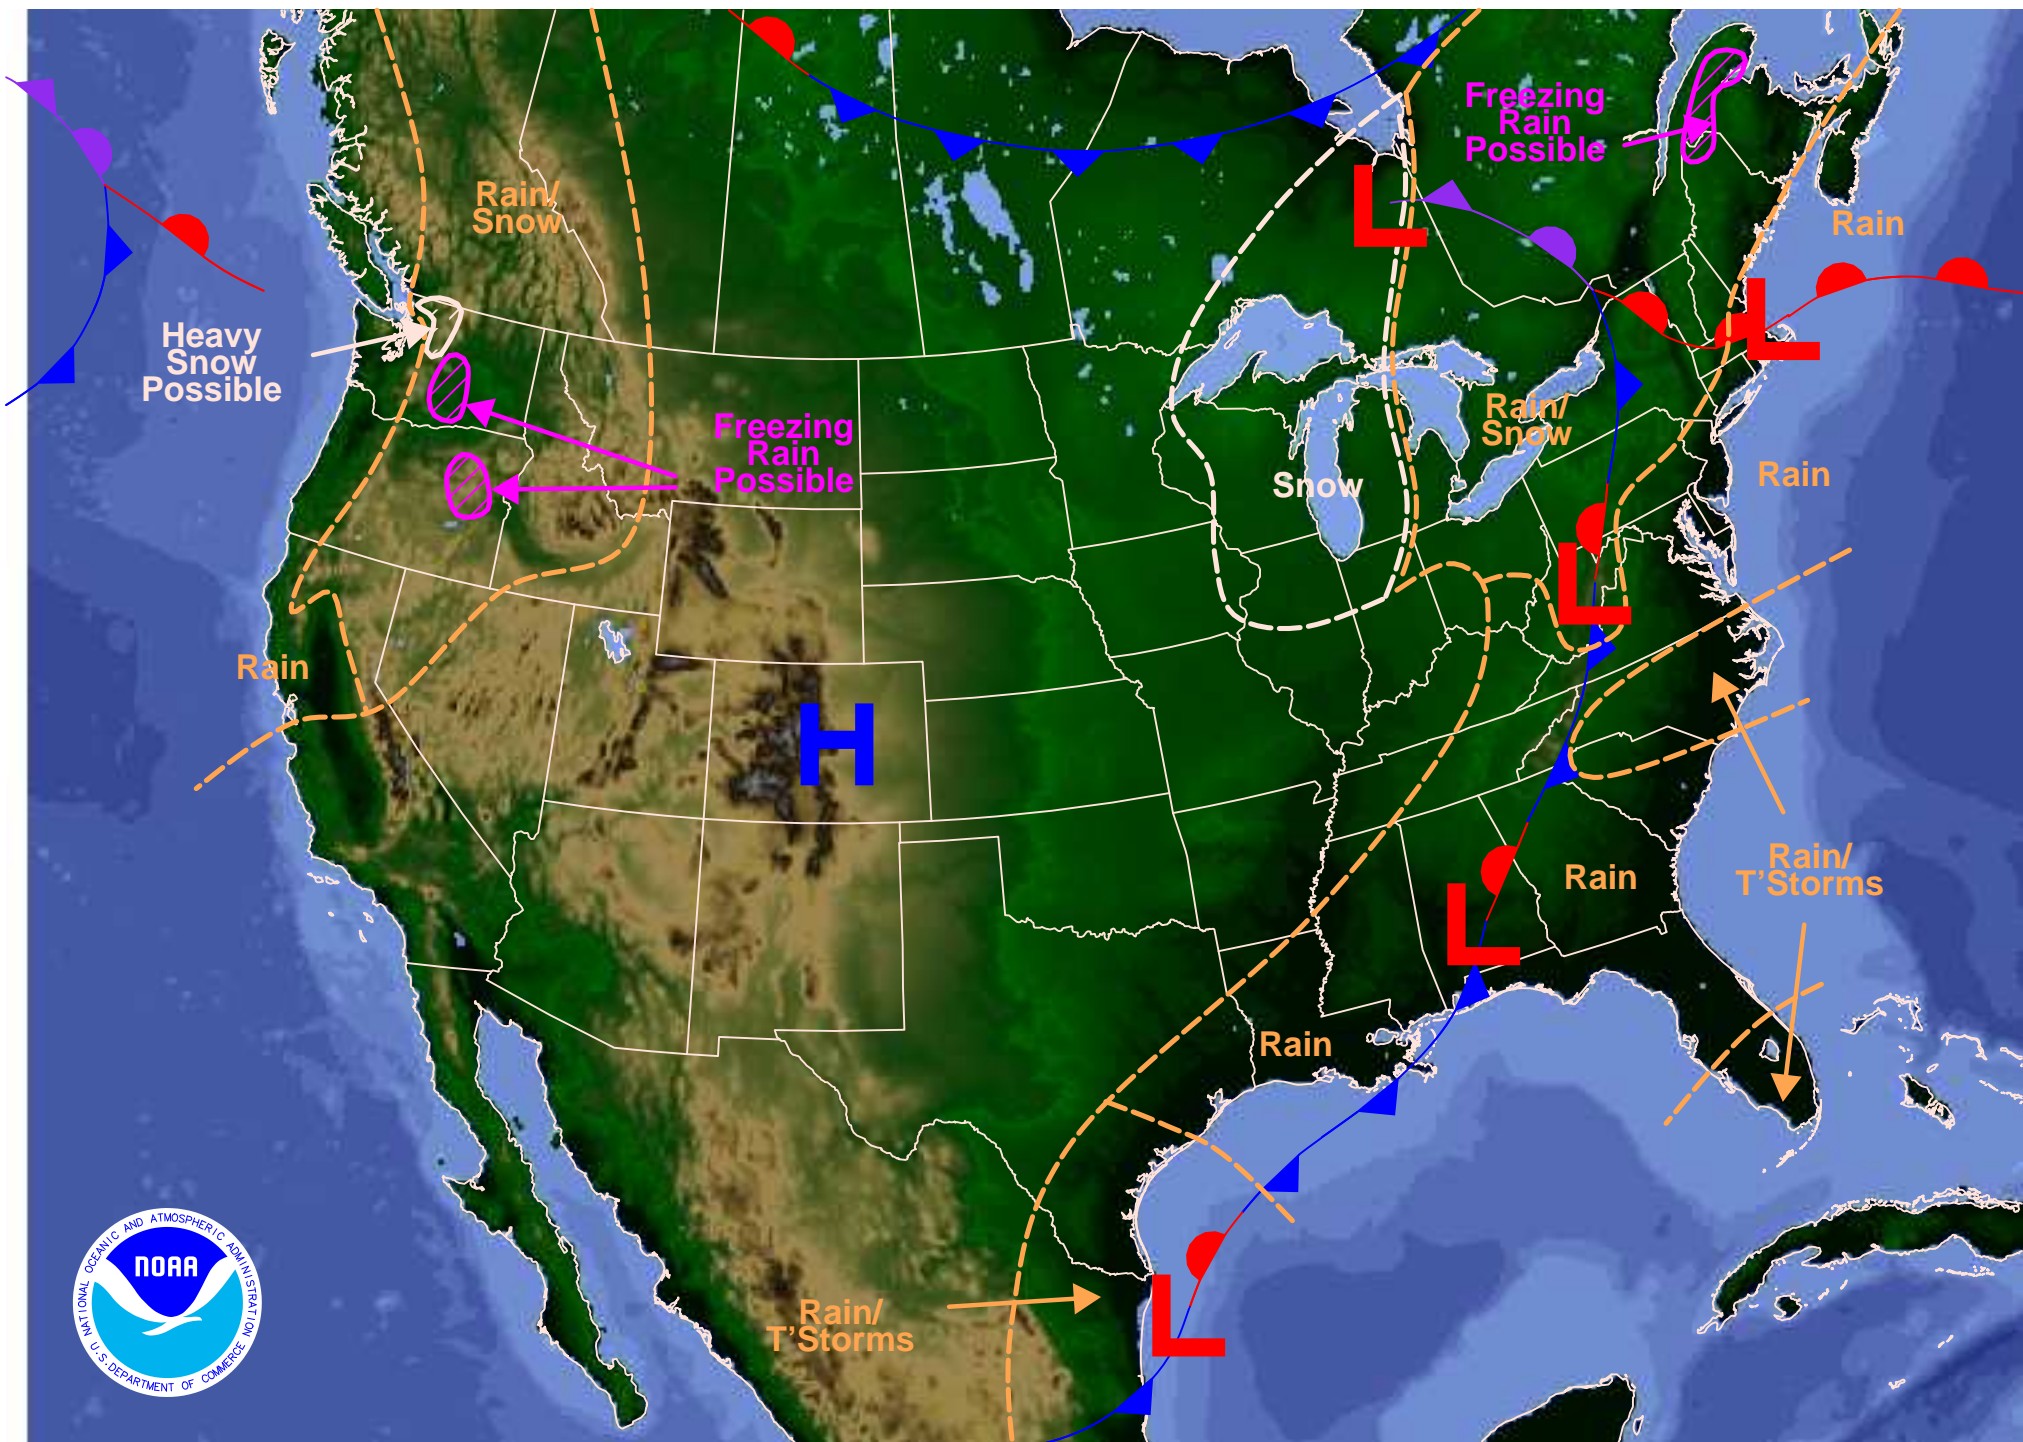 Freezing
Rain
Possible
L
Rain/
Snow
Rain
L
Heavy
Snow
Possible
Freezing
Rain
Possible
Rain/
Snow
Snow
Rain
L
Rain
H
Rain/
T'Storms
Rain
L
Rain
Rain/
T'Storms
L
NATIONAL OCEANIC AND ATMOSPHERIC ADMINISTRATION
NOAA
U.S. DEPARTMENT OF COMMERCE